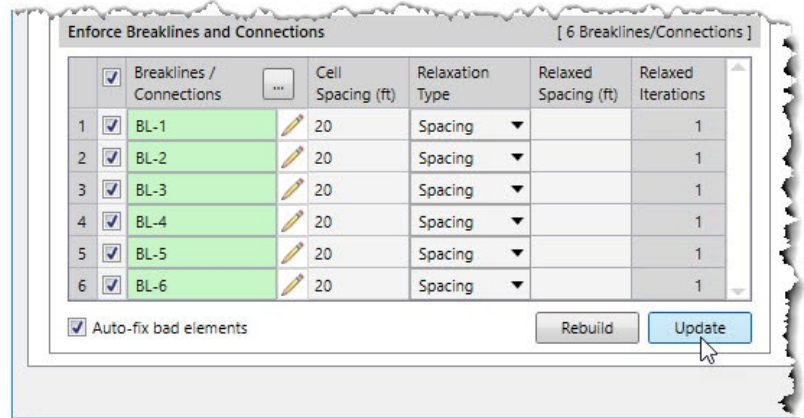 Enforce Breaklines and Connections [ 6 Breaklines/Connections ]
Breaklines / Connections ... Cell Spacing (ft) Relaxation Type Relaxed Spacing (ft) Relaxed Iterations
1 BL-1 20 Spacing 1
2 BL-2 20 Spacing 1
3 BL-3 20 Spacing 1
4 BL-4 20 Spacing 1
5 BL-5 20 Spacing 1
6 BL-6 20 Spacing 1
Auto-fix bad elements Rebuild Update